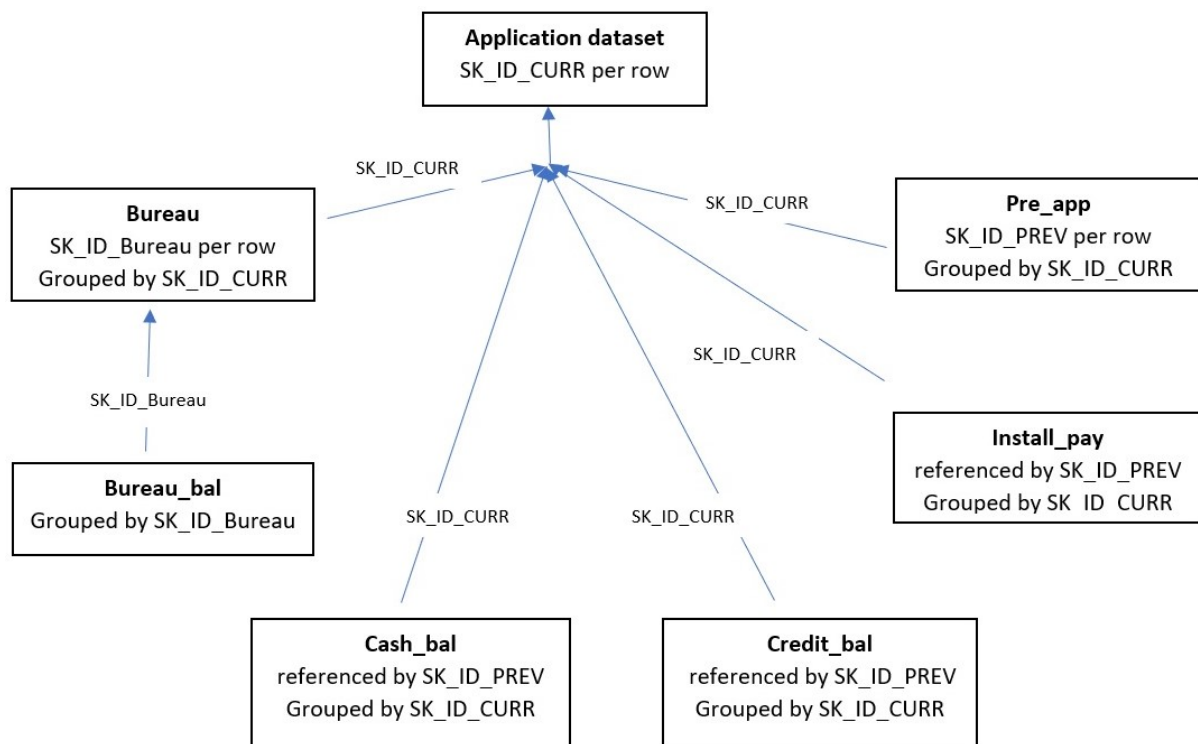 Application dataset
SK_ID_CURR per row
SK_ID_CURR
Bureau
SK_ID_Bureau per row
Grouped by SK_ID_CURR
SK_ID_CURR
Pre_app
SK_ID_PREV per row
Grouped by SK_ID_CURR
SK_ID_CURR
SK_ID_Bureau
Bureau_bal
Grouped by SK_ID_Bureau
Install_pay
referenced by SK_ID_PREV
Grouped by SK ID CURR
SK_ID_CURR
SK_ID_CURR
Cash_bal
referenced by SK_ID_PREV
Grouped by SK_ID_CURR
Credit_bal
referenced by SK_ID_PREV
Grouped by SK_ID_CURR